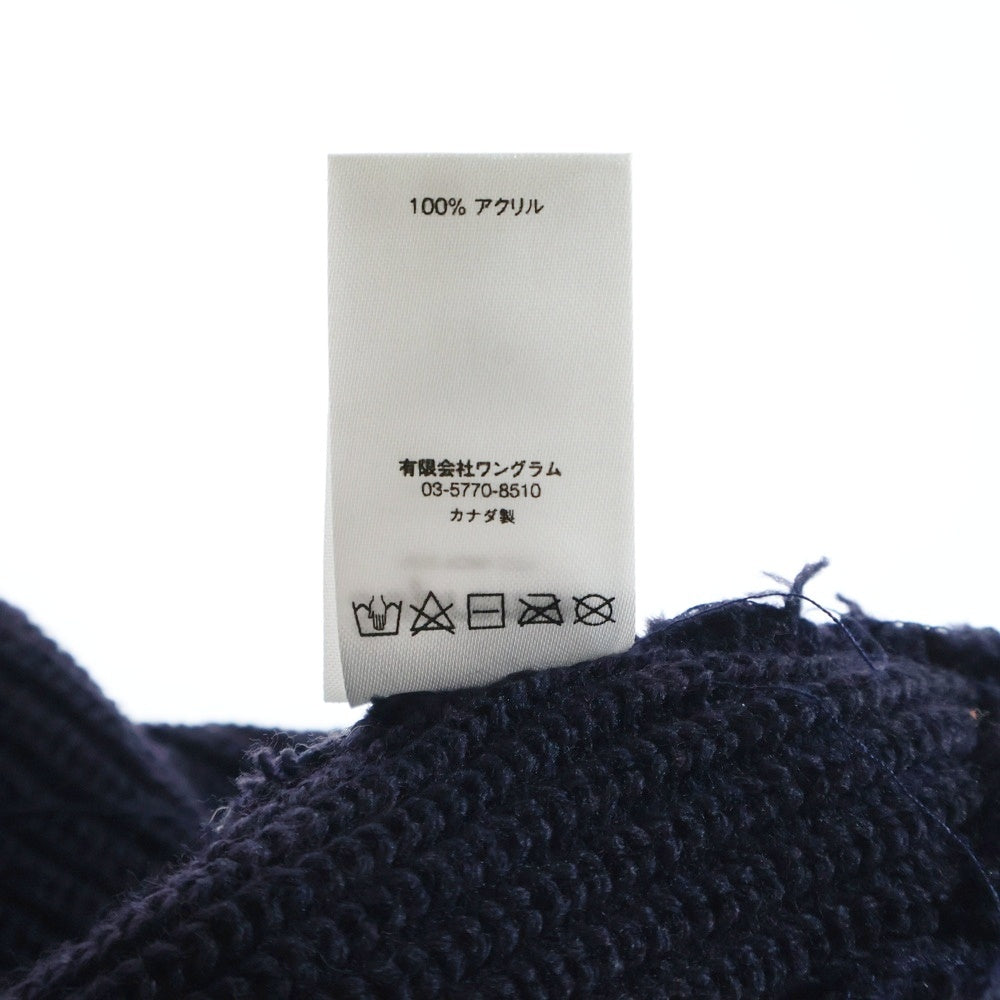 100% アクリル
有限会社ワングラム
03-5770-8510
カナダ製